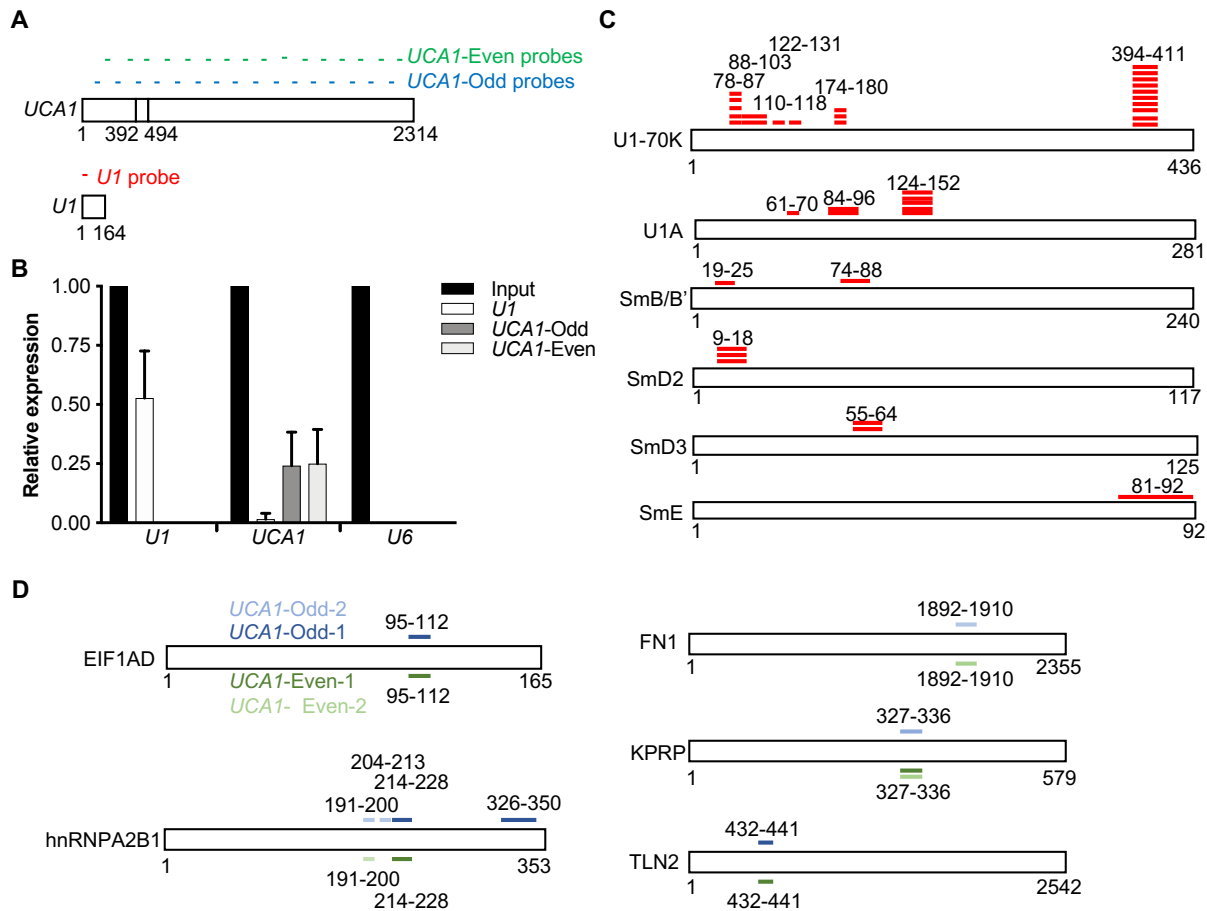 A
UCA1-Even probes
UCA1-Odd probes
UCA1
1 392 494 2314
U1 probe
U1
1 164
B
Relative expression
1.00
0.75
0.50
0.25
0.00
U1 UCA1 U6
Input
U1
UCA1-Odd
UCA1-Even
C
122-131
88-103
78-87
110-118
174-180
394-411
U1-70K
1 436
61-70 84-96 124-152
U1A
1 281
19-25 74-88
SmB/B’
1 240
9-18
SmD2
1 117
55-64
SmD3
1 125
81-92
SmE
1 92
D
UCA1-Odd-2
UCA1-Odd-1
95-112
EIF1AD
1 165
UCA1-Even-1
95-112
UCA1- Even-2
204-213
214-228
191-200
326-350
hnRNPA2B1
1 353
191-200
214-228
1892-1910
FN1
1 2355
1892-1910
327-336
KPRP
1 579
327-336
432-441
TLN2
1 2542
432-441